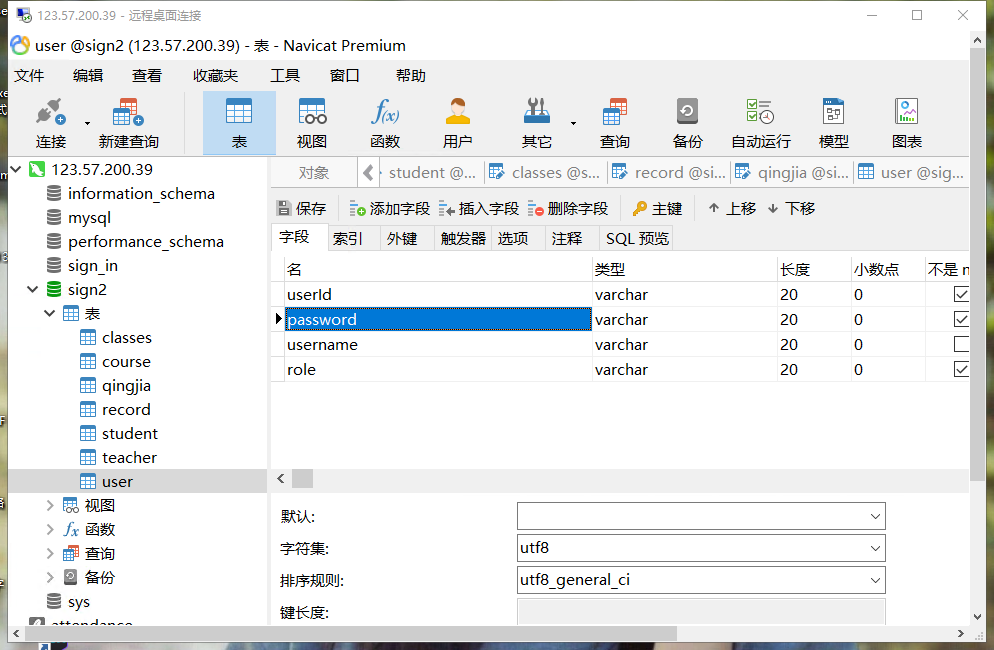 123.57.200.39 - 远程桌面连接
user @sign2 (123.57.200.39) - 表 - Navicat Premium
文件 编辑 查看 收藏夹 工具 窗口 帮助
连接 新建查询 表 视图 函数 用户 其它 查询 备份 自动运行 模型 图表
对象 student @... classes @s... record @si... qingjia @si... user @sig...
保存 添加字段 插入字段 删除字段 主键 上移 下移
字段 索引 外键 触发器 选项 注释 SQL 预览
名 类型 长度 小数点 不是 n
userId varchar 20 0
password varchar 20 0
username varchar 20 0
role varchar 20 0
默认:
字符集: utf8
排序规则: utf8_general_ci
键长度:
123.57.200.39
information_schema
mysql
performance_schema
sign_in
sign2
表
classes
course
qingjia
record
student
teacher
user
视图
函数
查询
备份
sys
attendance